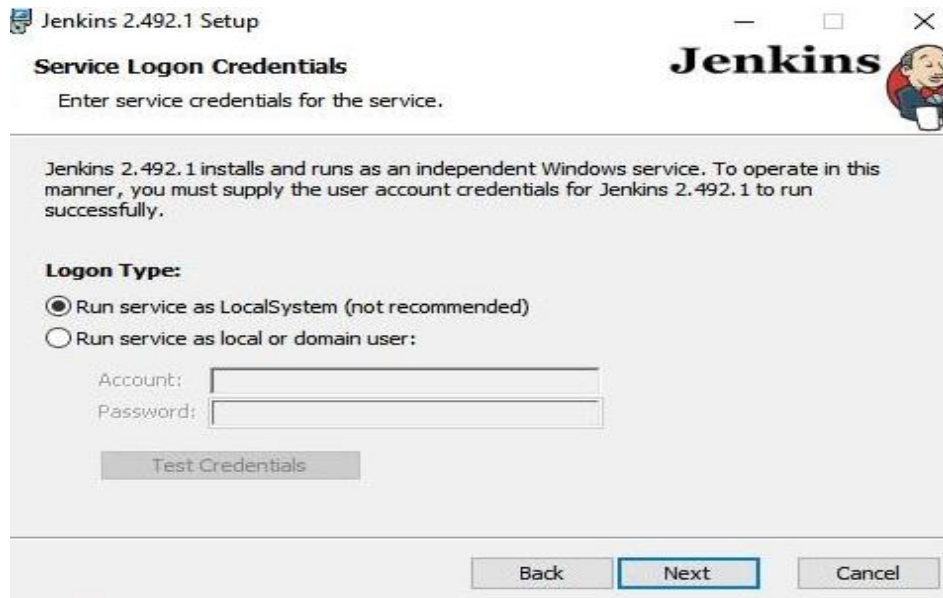 Jenkins 2.492.1 Setup
Service Logon Credentials
Jenkins
Enter service credentials for the service.
Jenkins 2.492.1 installs and runs as an independent Windows service. To operate in this
manner, you must supply the user account credentials for Jenkins 2.492.1 to run
successfully.
Logon Type:
Run service as LocalSystem (not recommended)
Run service as local or domain user:
Account:
Password:
Test Credentials
Back
Next
Cancel